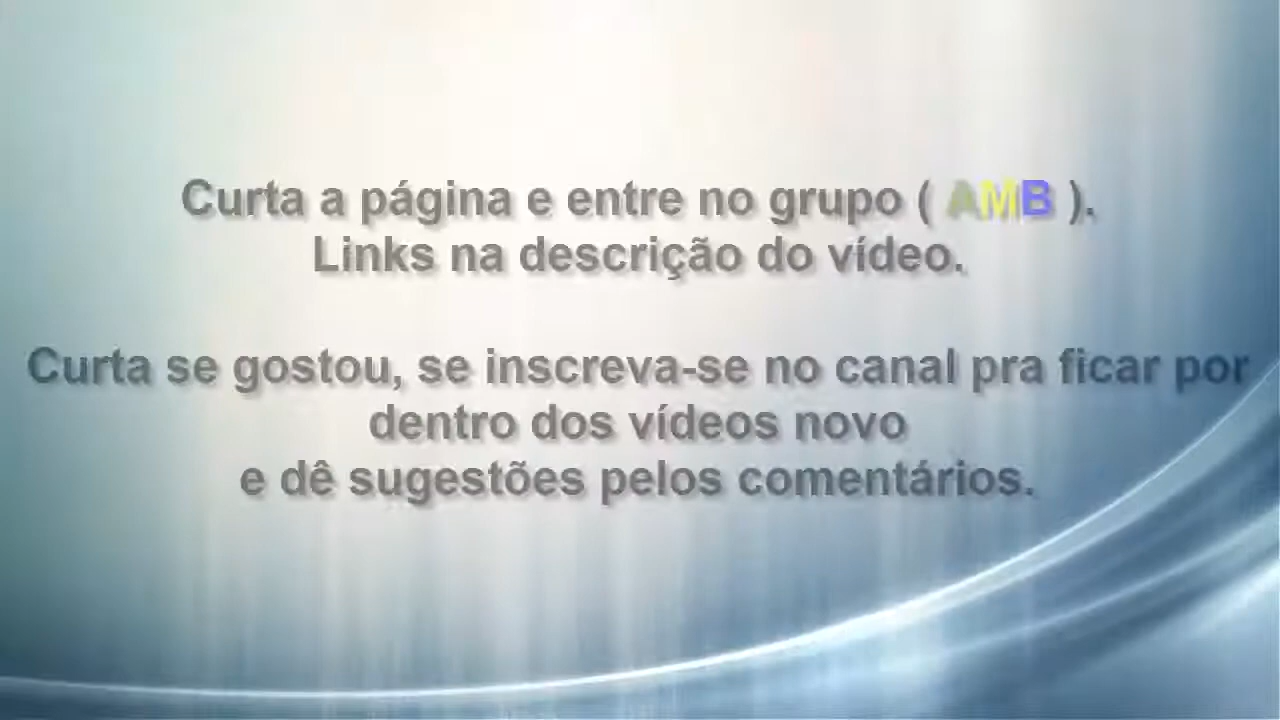 Curta a página e entre no grupo ( AMB ).
Links na descrição do vídeo.
Curta se gostou, se inscreva-se no canal pra ficar por
dentro dos vídeos novo
e dê sugestões pelos comentários.